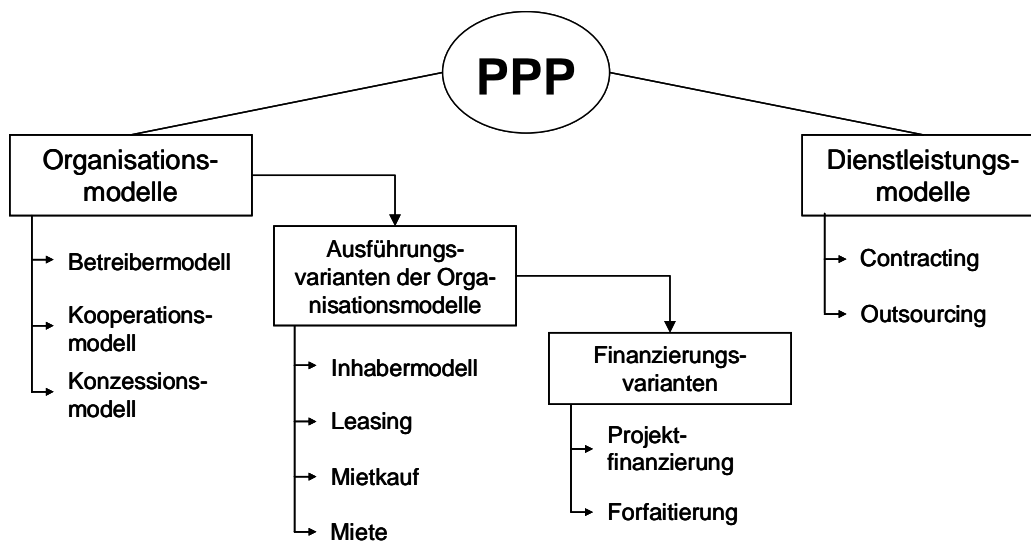 PPP
Organisations-
modelle
Betreibermodell
Kooperations-
modell
Konzessions-
modell
Ausführungs-
varianten der Orga-
nisationsmodelle
Inhabermodell
Leasing
Mietkauf
Miete
Finanzierungs-
varianten
Projekt-
finanzierung
Forfaitierung
Dienstleistungs-
modelle
Contracting
Outsourcing